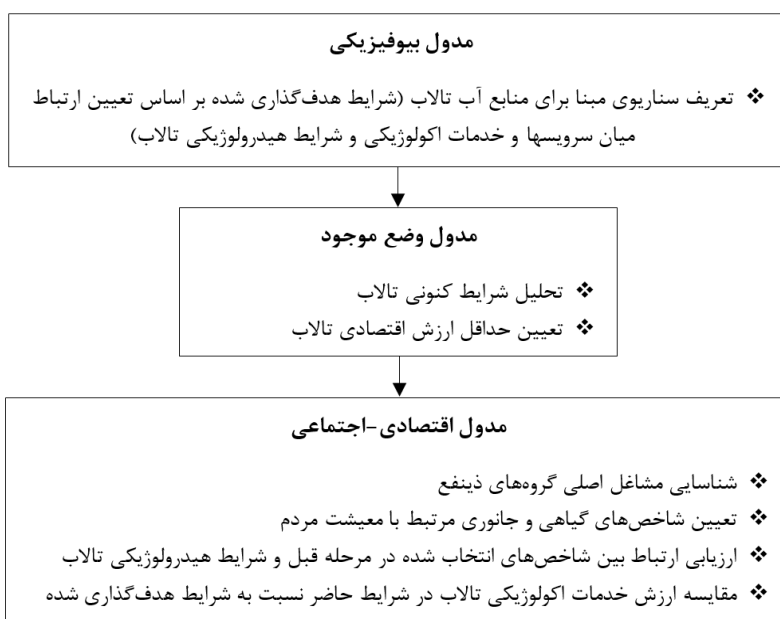 مدول بیوفیزیکی
❖ تعریف سناریوی مبنا برای منابع آب تالاب (شرایط هدف‌گذاری شده بر اساس تعیین ارتباط
میان سرویسها و خدمات اکولوژیکی و شرایط هیدرولوژیکی تالاب)
مدول وضع موجود
❖ تحلیل شرایط کنونی تالاب
❖ تعیین حداقل ارزش اقتصادی تالاب
مدول اقتصادی-اجتماعی
❖ شناسایی مشاغل اصلی گروه‌های ذینفع
❖ تعیین شاخص‌های گیاهی و جانوری مرتبط با معیشت مردم
❖ ارزیابی ارتباط بین شاخص‌های انتخاب شده در مرحله قبل و شرایط هیدرولوژیکی تالاب
❖ مقایسه ارزش خدمات اکولوژیکی تالاب در شرایط حاضر نسبت به شرایط هدف‌گذاری شده